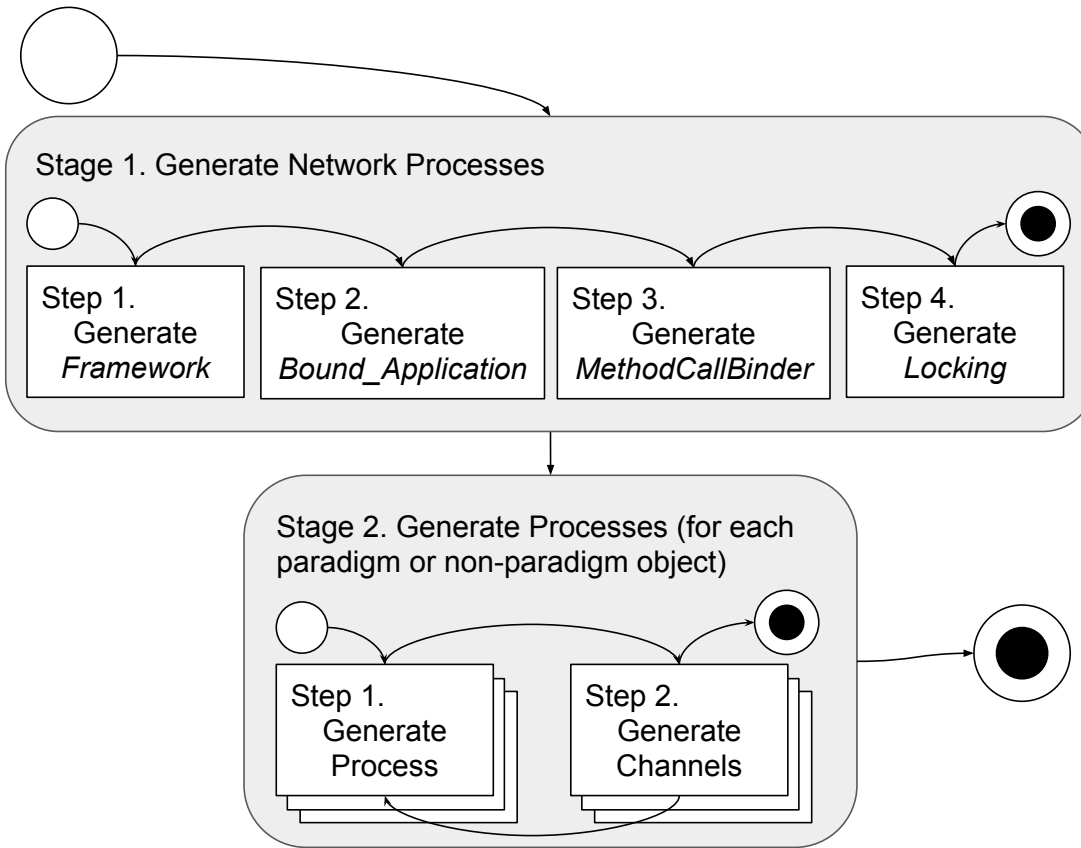 Stage 1. Generate Network Processes
Step 1.
Generate
Framework
Step 2.
Generate
Bound_Application
Step 3.
Generate
MethodCallBinder
Step 4.
Generate
Locking
Stage 2. Generate Processes (for each
paradigm or non-paradigm object)
Step 1.
Generate
Process
Step 2.
Generate
Channels